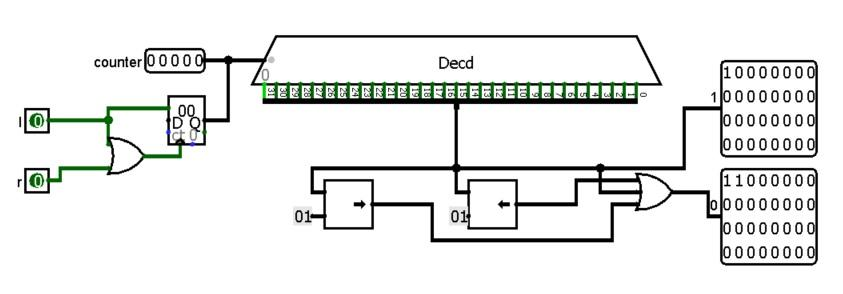 counter 00000
Decd
0
31 30 29 28 27 26 25 24 23 22 21 20 19 18 17 16 15 14 13 12 11 10 9 8 7 6 5 4 3 2 1 0
l 0
00
D Q
ct 0
r 0
1
10000000
00000000
00000000
00000000
01
➞
01
←
0
11000000
00000000
00000000
00000000